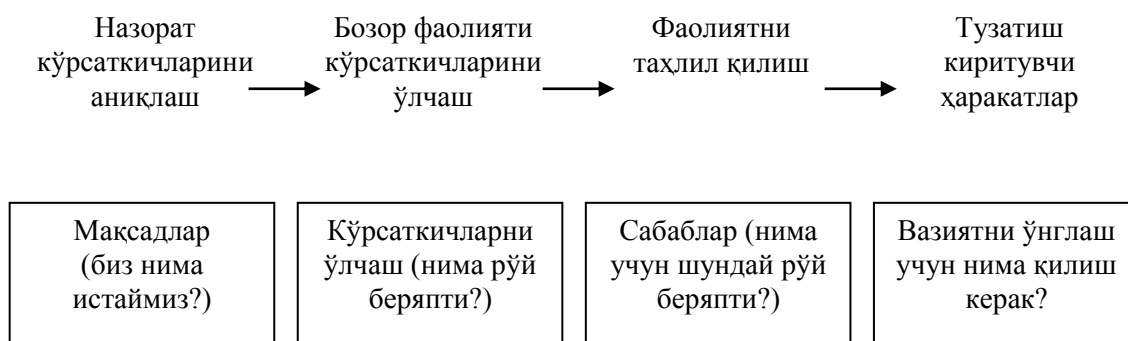 Назорат
кўрсаткичларини
аниқлаш
Бозор фаолияти
кўрсаткичларини
ўлчаш
Фаолиятни
таҳлил қилиш
Тузатиш
киритувчи
ҳаракатлар
Мақсадлар
(биз нима
истаймиз?)
Кўрсаткичларни
ўлчаш (нима рўй
беряпти?)
Сабаблар (нима
учун шундай рўй
беряпти?)
Вазиятни ўнглаш
учун нима қилиш
керак?